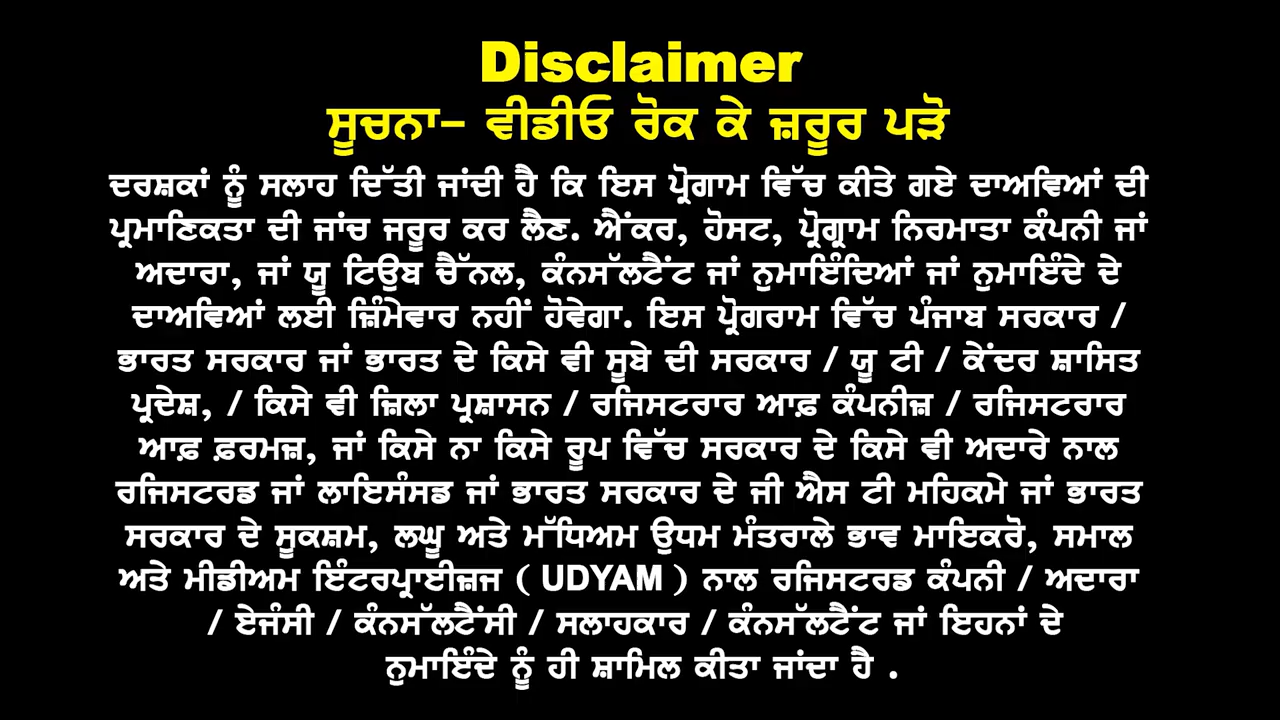 Disclaimer
ਸੂਚਨਾ- ਵੀਡੀਓ ਰੋਕ ਕੇ ਜ਼ਰੂਰ ਪੜੋ
ਦਰਸ਼ਕਾਂ ਨੂੰ ਸਲਾਹ ਦਿੱਤੀ ਜਾਂਦੀ ਹੈ ਕਿ ਇਸ ਪ੍ਰੋਗਾਮ ਵਿੱਚ ਕੀਤੇ ਗਏ ਦਾਅਵਿਆਂ ਦੀ
ਪ੍ਰਮਾਣਿਕਤਾ ਦੀ ਜਾਂਚ ਜਰੂਰ ਕਰ ਲੈਣ. ਐਂਕਰ, ਹੋਸਟ, ਪ੍ਰੋਗ੍ਰਾਮ ਨਿਰਮਾਤਾ ਕੰਪਨੀ ਜਾਂ
ਅਦਾਰਾ, ਜਾਂ ਯੂ ਟਿਊਬ ਚੈੱਨਲ, ਕੰਨਸੱਲਟੈਂਟ ਜਾਂ ਨੁਮਾਇੰਦਿਆਂ ਜਾਂ ਨੁਮਾਇੰਦੇ ਦੇ
ਦਾਅਵਿਆਂ ਲਈ ਜ਼ਿੰਮੇਵਾਰ ਨਹੀਂ ਹੋਵੇਗਾ. ਇਸ ਪ੍ਰੋਗਰਾਮ ਵਿੱਚ ਪੰਜਾਬ ਸਰਕਾਰ /
ਭਾਰਤ ਸਰਕਾਰ ਜਾਂ ਭਾਰਤ ਦੇ ਕਿਸੇ ਵੀ ਸੂਬੇ ਦੀ ਸਰਕਾਰ / ਯੂ ਟੀ / ਕੇਂਦਰ ਸ਼ਾਸਿਤ
ਪ੍ਰਦੇਸ਼, / ਕਿਸੇ ਵੀ ਜ਼ਿਲਾ ਪ੍ਰਸ਼ਾਸਨ / ਰਜਿਸਟਰਾਰ ਆਫ਼ ਕੰਪਨੀਜ਼ / ਰਜਿਸਟਰਾਰ
ਆਫ਼ ਫ਼ਰਮਜ਼, ਜਾਂ ਕਿਸੇ ਨਾ ਕਿਸੇ ਰੂਪ ਵਿੱਚ ਸਰਕਾਰ ਦੇ ਕਿਸੇ ਵੀ ਅਦਾਰੇ ਨਾਲ
ਰਜਿਸਟਰਡ ਜਾਂ ਲਾਇਸੰਸਡ ਜਾਂ ਭਾਰਤ ਸਰਕਾਰ ਦੇ ਜੀ ਐਸ ਟੀ ਮਹਿਕਮੇ ਜਾਂ ਭਾਰਤ
ਸਰਕਾਰ ਦੇ ਸੂਕਸ਼ਮ, ਲਘੂ ਅਤੇ ਮੱਧਿਅਮ ਉਧਮ ਮੰਤਰਾਲੇ ਭਾਵ ਮਾਇਕਰੋ, ਸਮਾਲ
ਅਤੇ ਮੀਡੀਅਮ ਇੰਟਰਪ੍ਰਾਈਜ਼ਜ ( UDYAM ) ਨਾਲ ਰਜਿਸਟਰਡ ਕੰਪਨੀ / ਅਦਾਰਾ
/ ਏਜੰਸੀ / ਕੰਨਸੱਲਟੈਂਸੀ / ਸਲਾਹਕਾਰ / ਕੰਨਸੱਲਟੈਂਟ ਜਾਂ ਇਹਨਾਂ ਦੇ
ਨੁਮਾਇੰਦੇ ਨੂੰ ਹੀ ਸ਼ਾਮਿਲ ਕੀਤਾ ਜਾਂਦਾ ਹੈ .